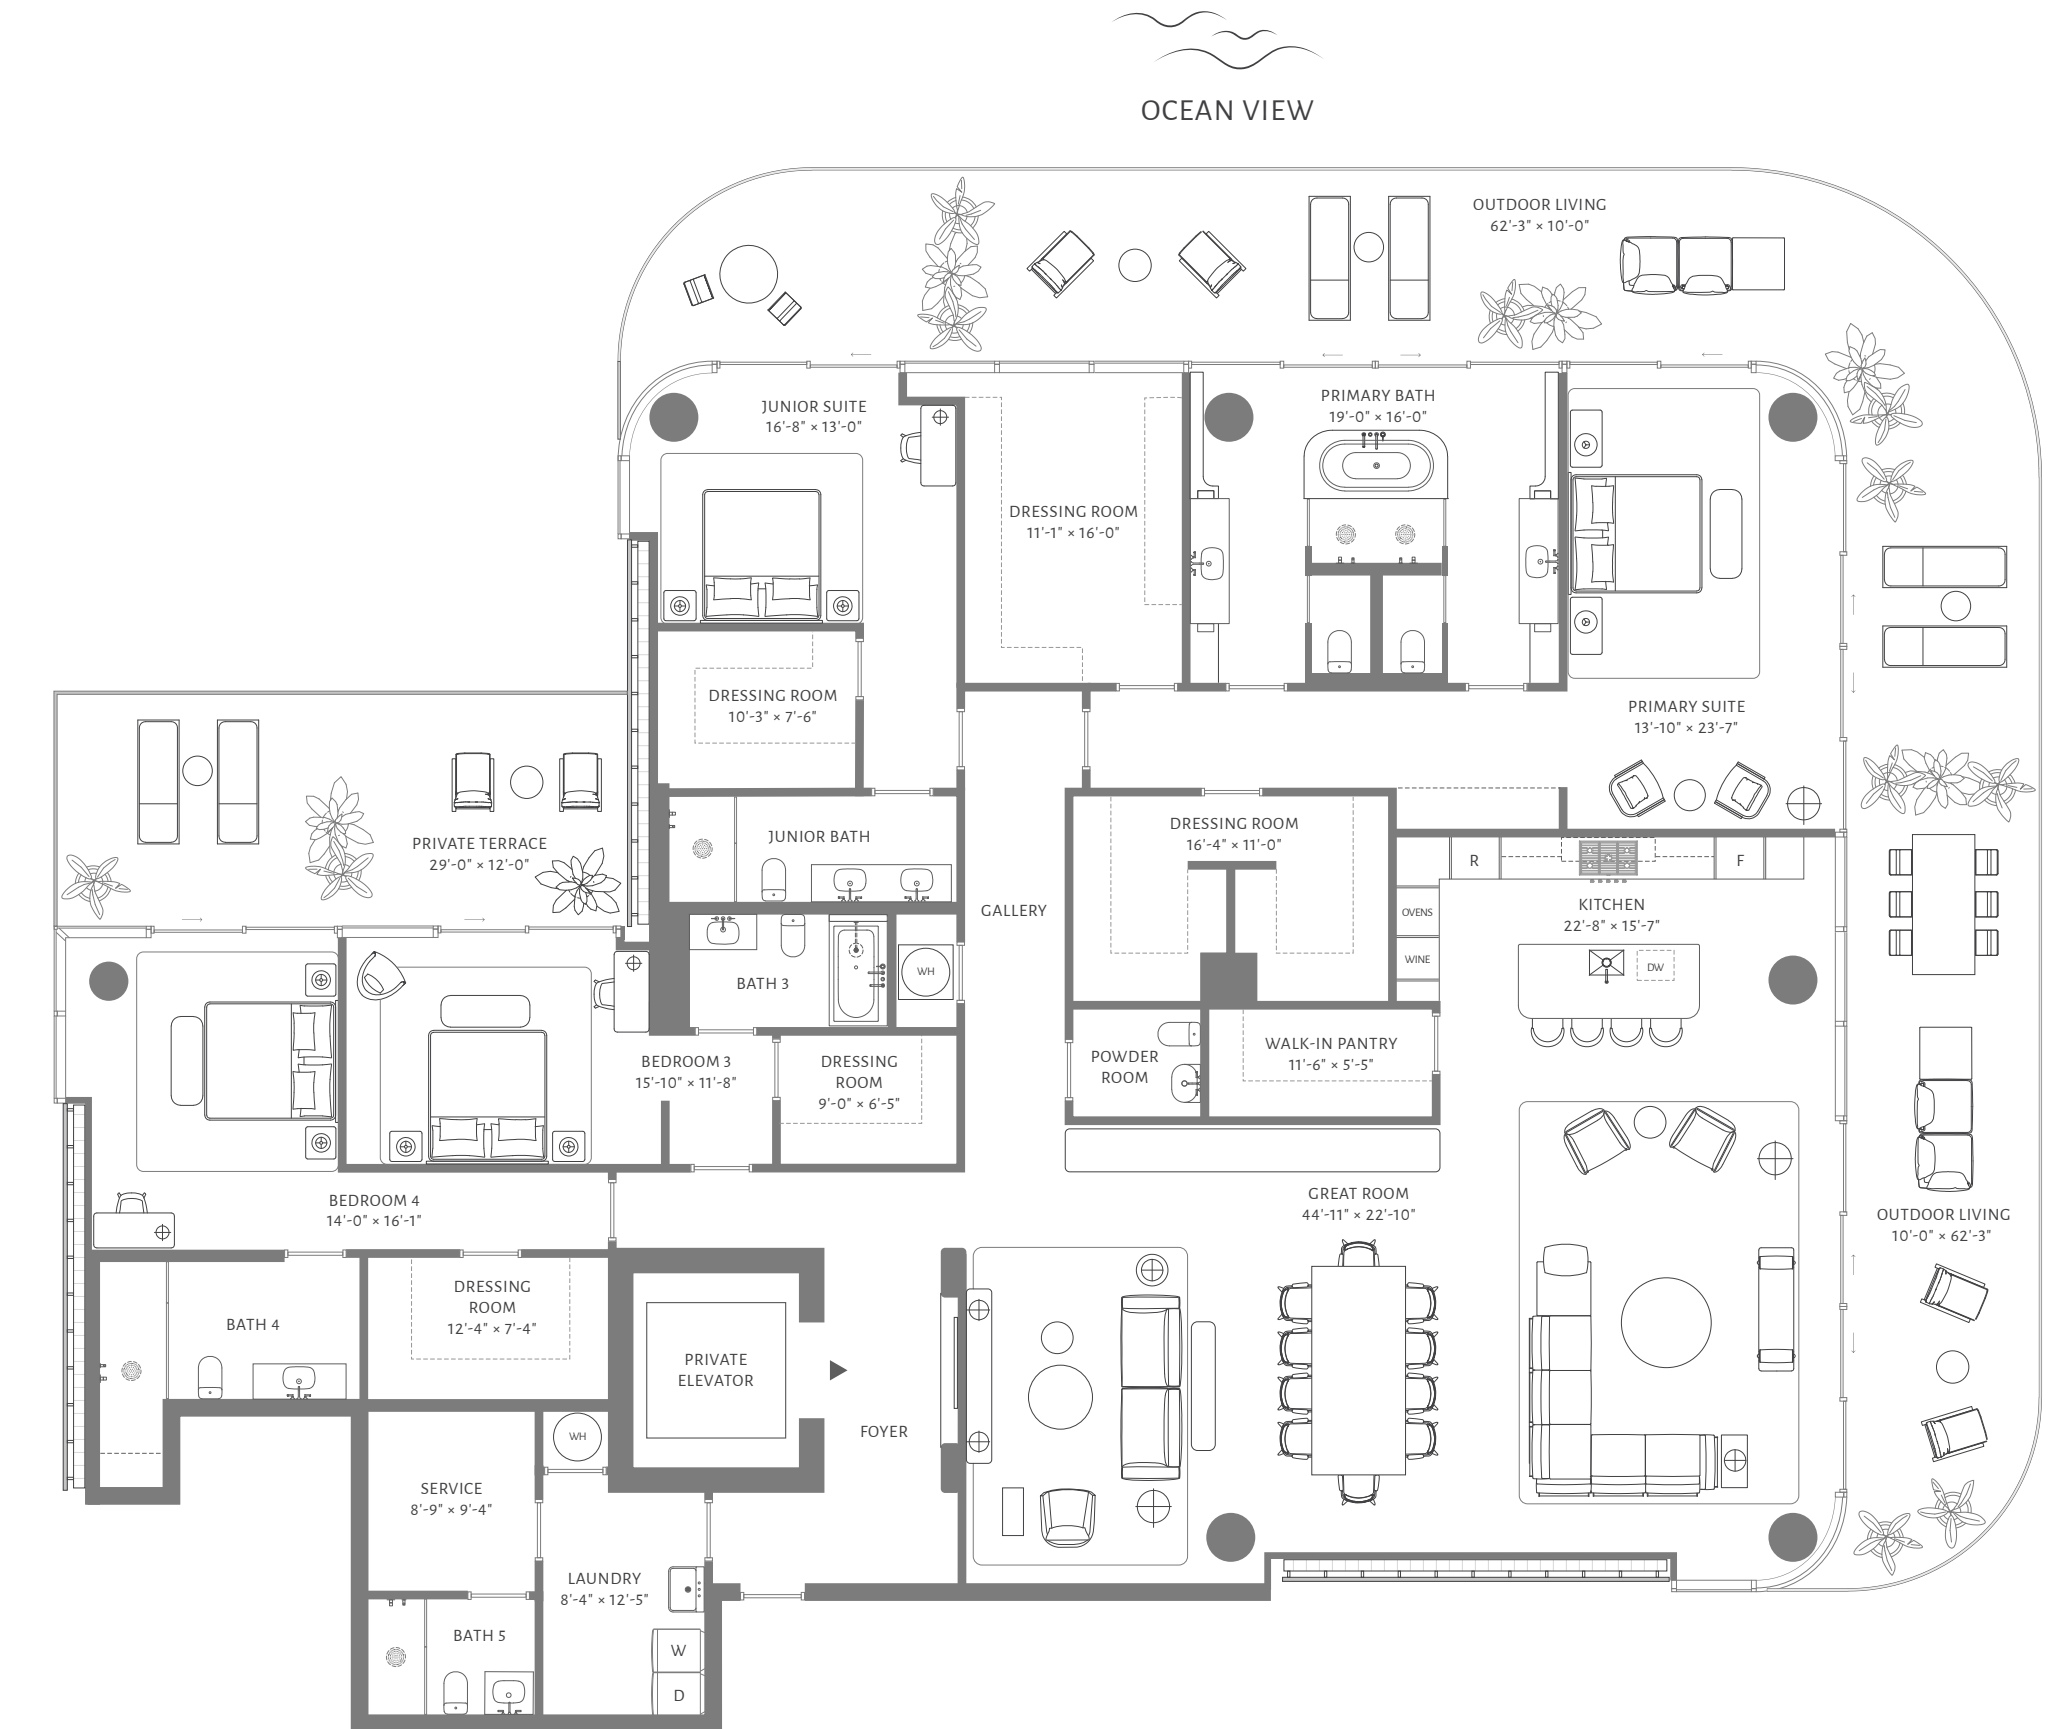 OCEAN VIEW
OUTDOOR LIVING
62'-3" × 10'-0"
JUNIOR SUITE
16'-8" × 13'-0"
PRIMARY BATH
19'-0" × 16'-0"
DRESSING ROOM
11'-1" × 16'-0"
DRESSING ROOM
10'-3" × 7'-6"
PRIMARY SUITE
13'-10" × 23'-7"
PRIVATE TERRACE
29'-0" × 12'-0"
JUNIOR BATH
DRESSING ROOM
16'-4" × 11'-0"
R
F
GALLERY
OVENS
KITCHEN
22'-8" × 15'-7"
WINE
DW
BATH 3
WH
BEDROOM 3
15'-10" × 11'-8"
DRESSING
ROOM
9'-0" × 6'-5"
POWDER
ROOM
WALK-IN PANTRY
11'-6" × 5'-5"
BEDROOM 4
14'-0" × 16'-1"
GREAT ROOM
44'-11" × 22'-10"
OUTDOOR LIVING
10'-0" × 62'-3"
BATH 4
DRESSING
ROOM
12'-4" × 7'-4"
PRIVATE
ELEVATOR
FOYER
WH
SERVICE
8'-9" × 9'-4"
LAUNDRY
8'-4" × 12'-5"
BATH 5
W
D